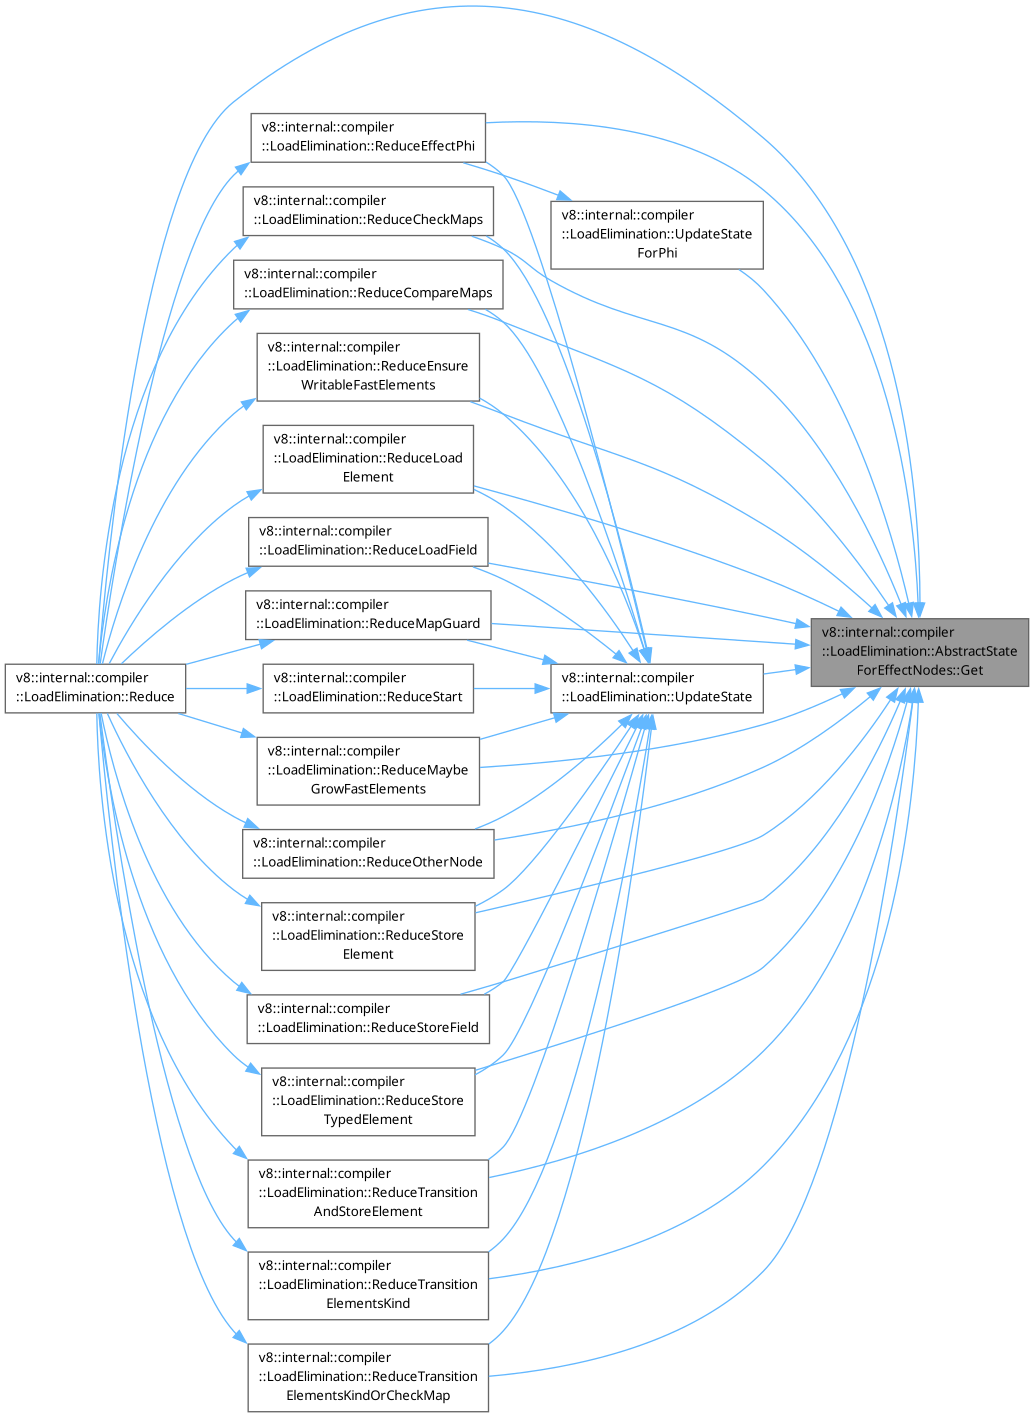 v8::internal::compiler
::LoadElimination::ReduceEffectPhi
v8::internal::compiler
::LoadElimination::ReduceCheckMaps
v8::internal::compiler
::LoadElimination::UpdateState
ForPhi
v8::internal::compiler
::LoadElimination::ReduceCompareMaps
v8::internal::compiler
::LoadElimination::ReduceEnsure
WritableFastElements
v8::internal::compiler
::LoadElimination::ReduceLoad
Element
v8::internal::compiler
::LoadElimination::ReduceLoadField
v8::internal::compiler
::LoadElimination::ReduceMapGuard
v8::internal::compiler
::LoadElimination::AbstractState
ForEffectNodes::Get
v8::internal::compiler
::LoadElimination::Reduce
v8::internal::compiler
::LoadElimination::ReduceStart
v8::internal::compiler
::LoadElimination::UpdateState
v8::internal::compiler
::LoadElimination::ReduceMaybe
GrowFastElements
v8::internal::compiler
::LoadElimination::ReduceOtherNode
v8::internal::compiler
::LoadElimination::ReduceStore
Element
v8::internal::compiler
::LoadElimination::ReduceStoreField
v8::internal::compiler
::LoadElimination::ReduceStore
TypedElement
v8::internal::compiler
::LoadElimination::ReduceTransition
AndStoreElement
v8::internal::compiler
::LoadElimination::ReduceTransition
ElementsKind
v8::internal::compiler
::LoadElimination::ReduceTransition
ElementsKindOrCheckMap